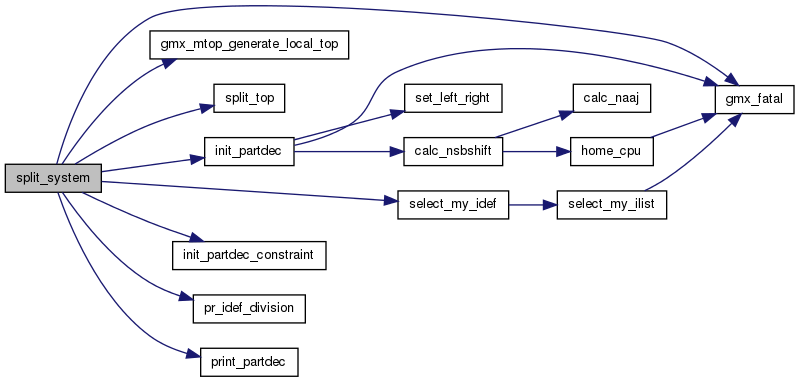 gmx_mtop_generate_local_top
split_top
set_left_right
calc_naaj
gmx_fatal
init_partdec
calc_nsbshift
home_cpu
split_system
select_my_idef
select_my_ilist
init_partdec_constraint
pr_idef_division
print_partdec